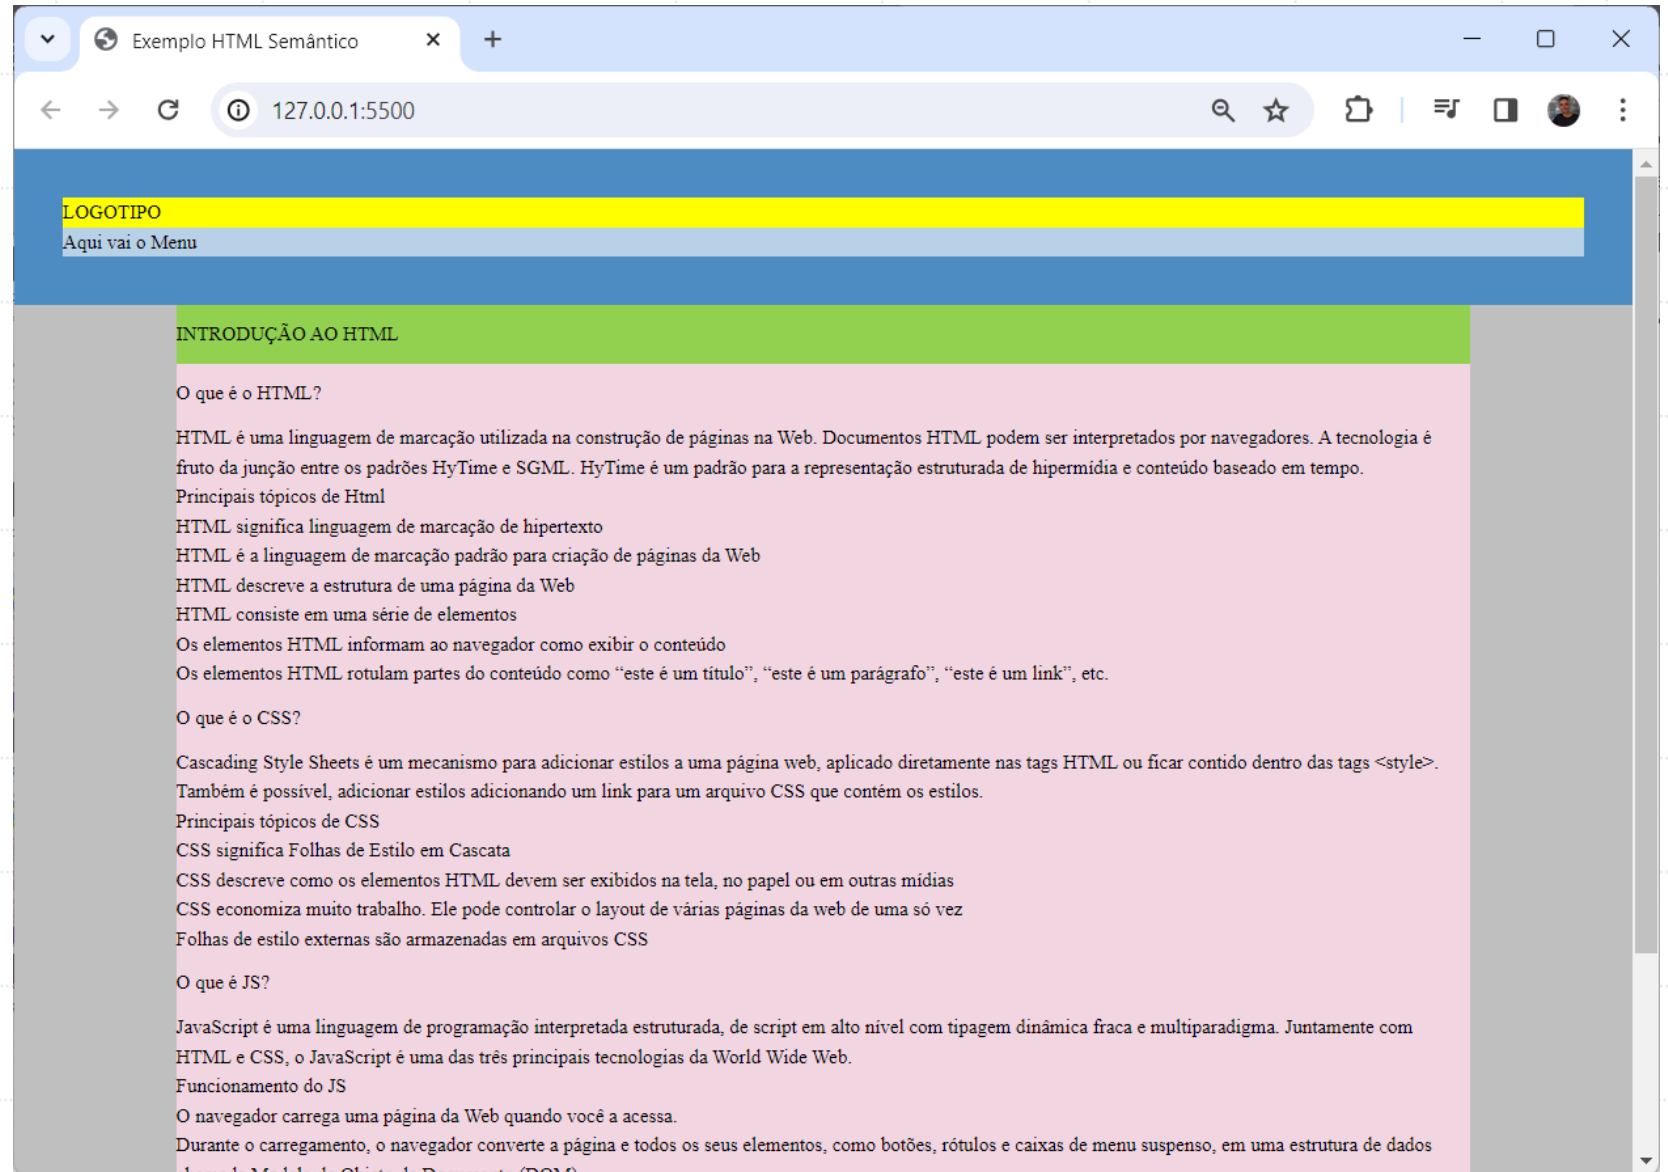 Exemplo HTML Semântico
127.0.0.1:5500
LOGOTIPO
Aqui vai o Menu
INTRODUÇÃO AO HTML
O que é o HTML?
HTML é uma linguagem de marcação utilizada na construção de páginas na Web. Documentos HTML podem ser interpretados por navegadores. A tecnologia é
fruto da junção entre os padrões HyTime e SGML. HyTime é um padrão para a representação estruturada de hipermídia e conteúdo baseado em tempo.
Principais tópicos de Html
HTML significa linguagem de marcação de hipertexto
HTML é a linguagem de marcação padrão para criação de páginas da Web
HTML descreve a estrutura de uma página da Web
HTML consiste em uma série de elementos
Os elementos HTML informam ao navegador como exibir o conteúdo
Os elementos HTML rotulam partes do conteúdo como “este é um título”, “este é um parágrafo”, “este é um link”, etc.
O que é o CSS?
Cascading Style Sheets é um mecanismo para adicionar estilos a uma página web, aplicado diretamente nas tags HTML ou ficar contido dentro das tags <style>.
Também é possível, adicionar estilos adicionando um link para um arquivo CSS que contém os estilos.
Principais tópicos de CSS
CSS significa Folhas de Estilo em Cascata
CSS descreve como os elementos HTML devem ser exibidos na tela, no papel ou em outras mídias
CSS economiza muito trabalho. Ele pode controlar o layout de várias páginas da web de uma só vez
Folhas de estilo externas são armazenadas em arquivos CSS
O que é JS?
JavaScript é uma linguagem de programação interpretada estruturada, de script em alto nível com tipagem dinâmica fraca e multiparadigma. Juntamente com
HTML e CSS, o JavaScript é uma das três principais tecnologias da World Wide Web.
Funcionamento do JS
O navegador carrega uma página da Web quando você a acessa.
Durante o carregamento, o navegador converte a página e todos os seus elementos, como botões, rótulos e caixas de menu suspenso, em uma estrutura de dados